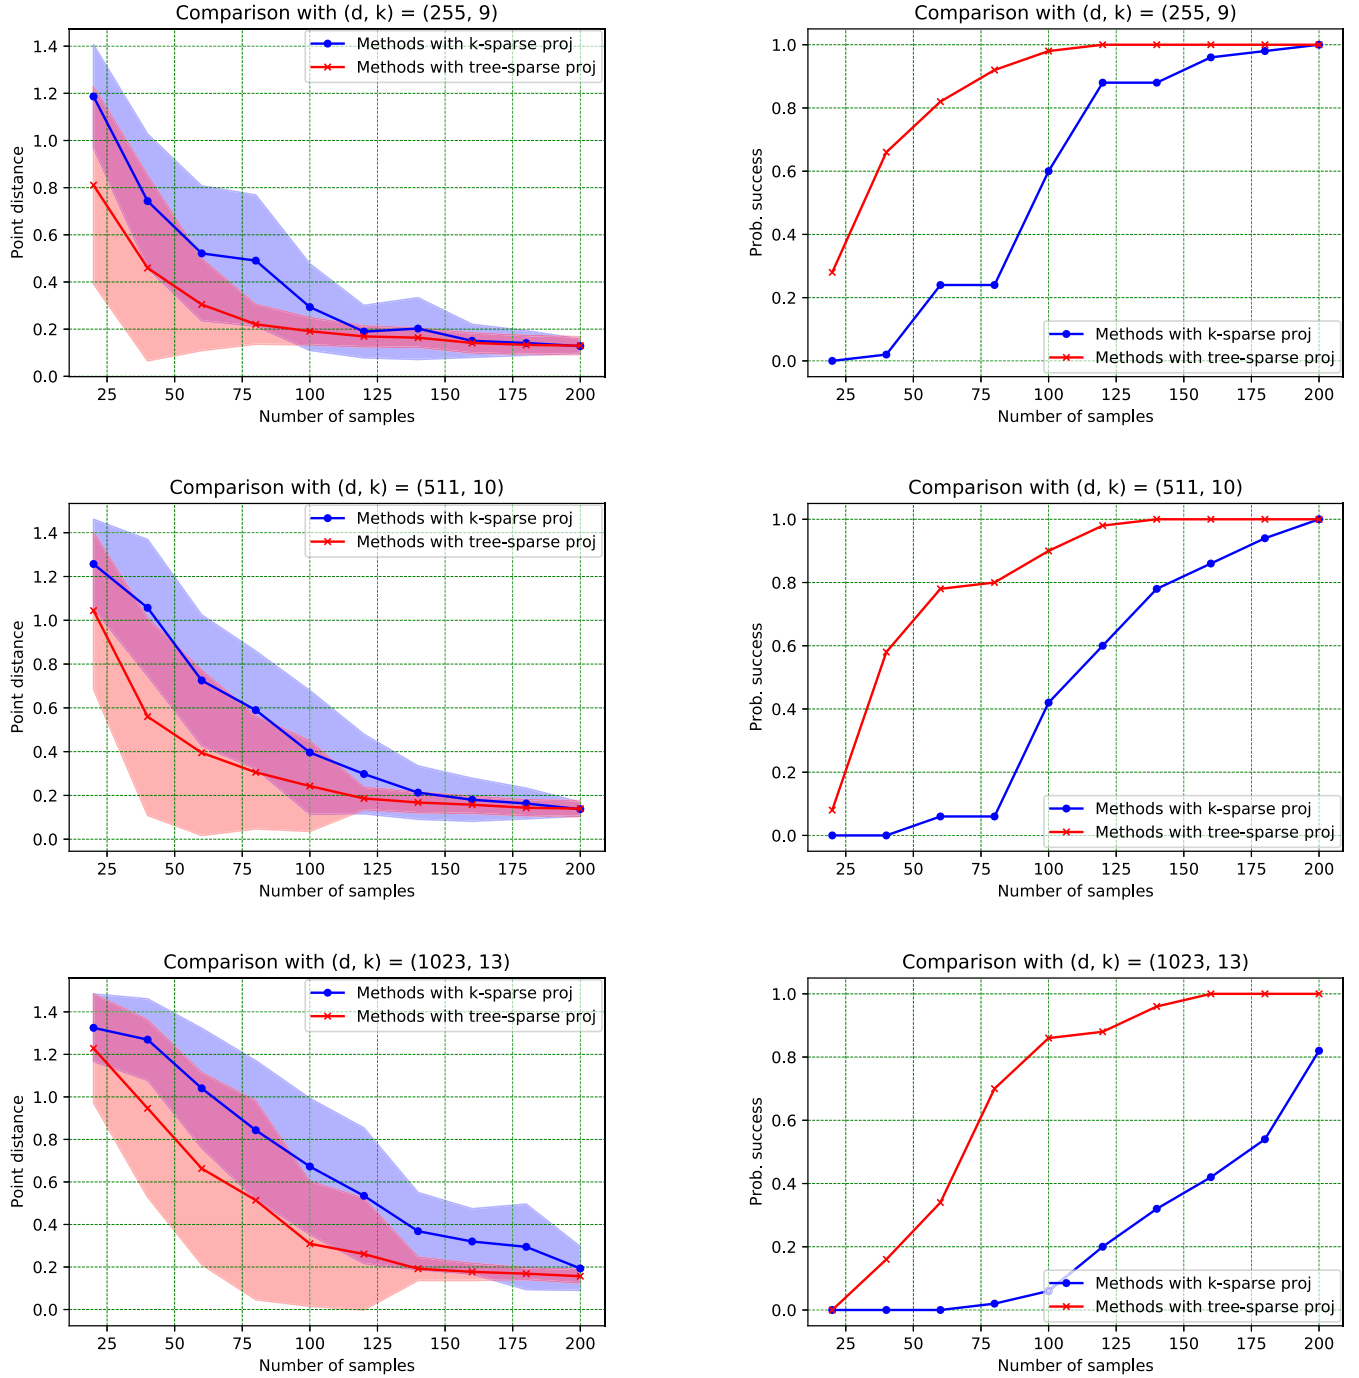 Comparison with (d, k) = (255, 9)
Point distance
1.4
1.2
1.0
0.8
0.6
0.4
0.2
0.0
Methods with k-sparse proj
Methods with tree-sparse proj
25 50 75 100 125 150 175 200
Number of samples
Comparison with (d, k) = (255, 9)
Prob. success
1.0
0.8
0.6
0.4
0.2
0.0
Methods with k-sparse proj
Methods with tree-sparse proj
25 50 75 100 125 150 175 200
Number of samples
Comparison with (d, k) = (511, 10)
Point distance
1.4
1.2
1.0
0.8
0.6
0.4
0.2
0.0
Methods with k-sparse proj
Methods with tree-sparse proj
25 50 75 100 125 150 175 200
Number of samples
Comparison with (d, k) = (511, 10)
Prob. success
1.0
0.8
0.6
0.4
0.2
0.0
Methods with k-sparse proj
Methods with tree-sparse proj
25 50 75 100 125 150 175 200
Number of samples
Comparison with (d, k) = (1023, 13)
Point distance
1.4
1.2
1.0
0.8
0.6
0.4
0.2
0.0
Methods with k-sparse proj
Methods with tree-sparse proj
25 50 75 100 125 150 175 200
Number of samples
Comparison with (d, k) = (1023, 13)
Prob. success
1.0
0.8
0.6
0.4
0.2
0.0
Methods with k-sparse proj
Methods with tree-sparse proj
25 50 75 100 125 150 175 200
Number of samples